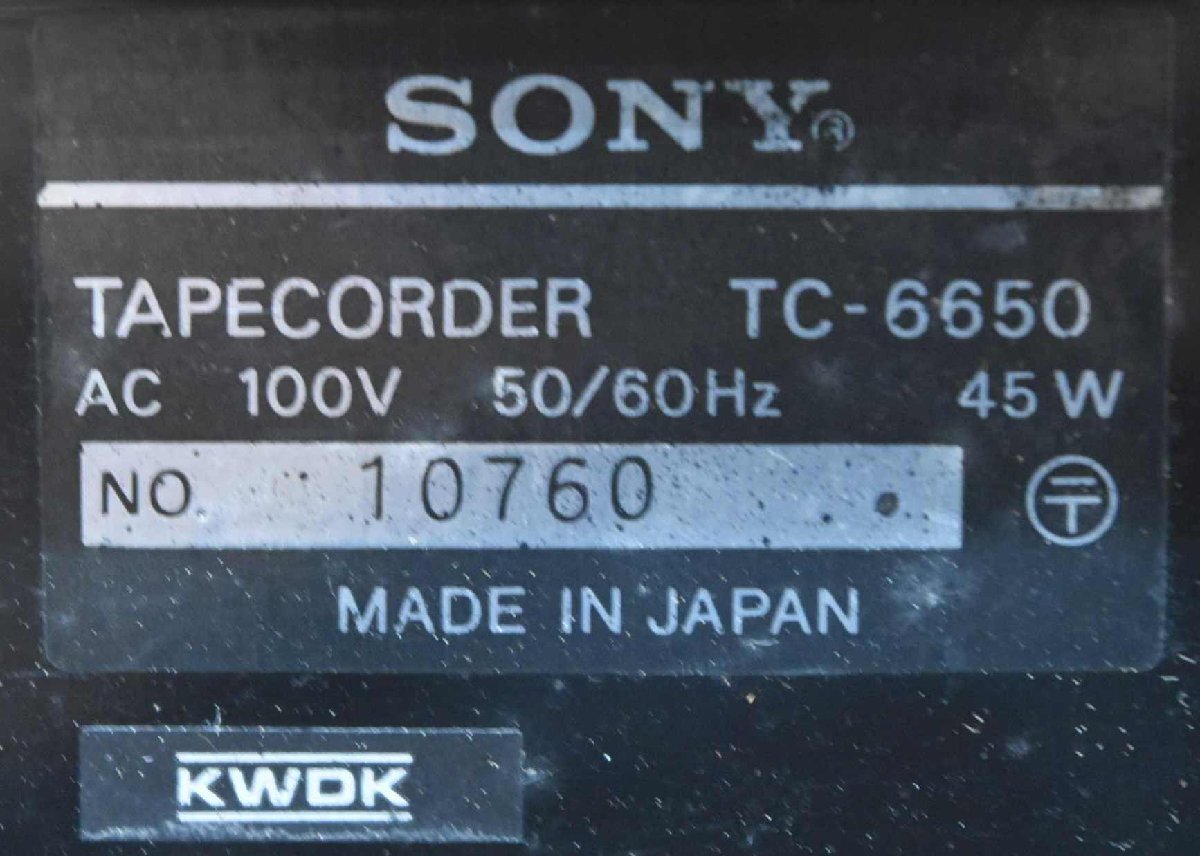 SONY®
TAPECORDER TC-6650
AC 100V 50/60Hz 45W
NO 10760
〒
MADE IN JAPAN
KWDK